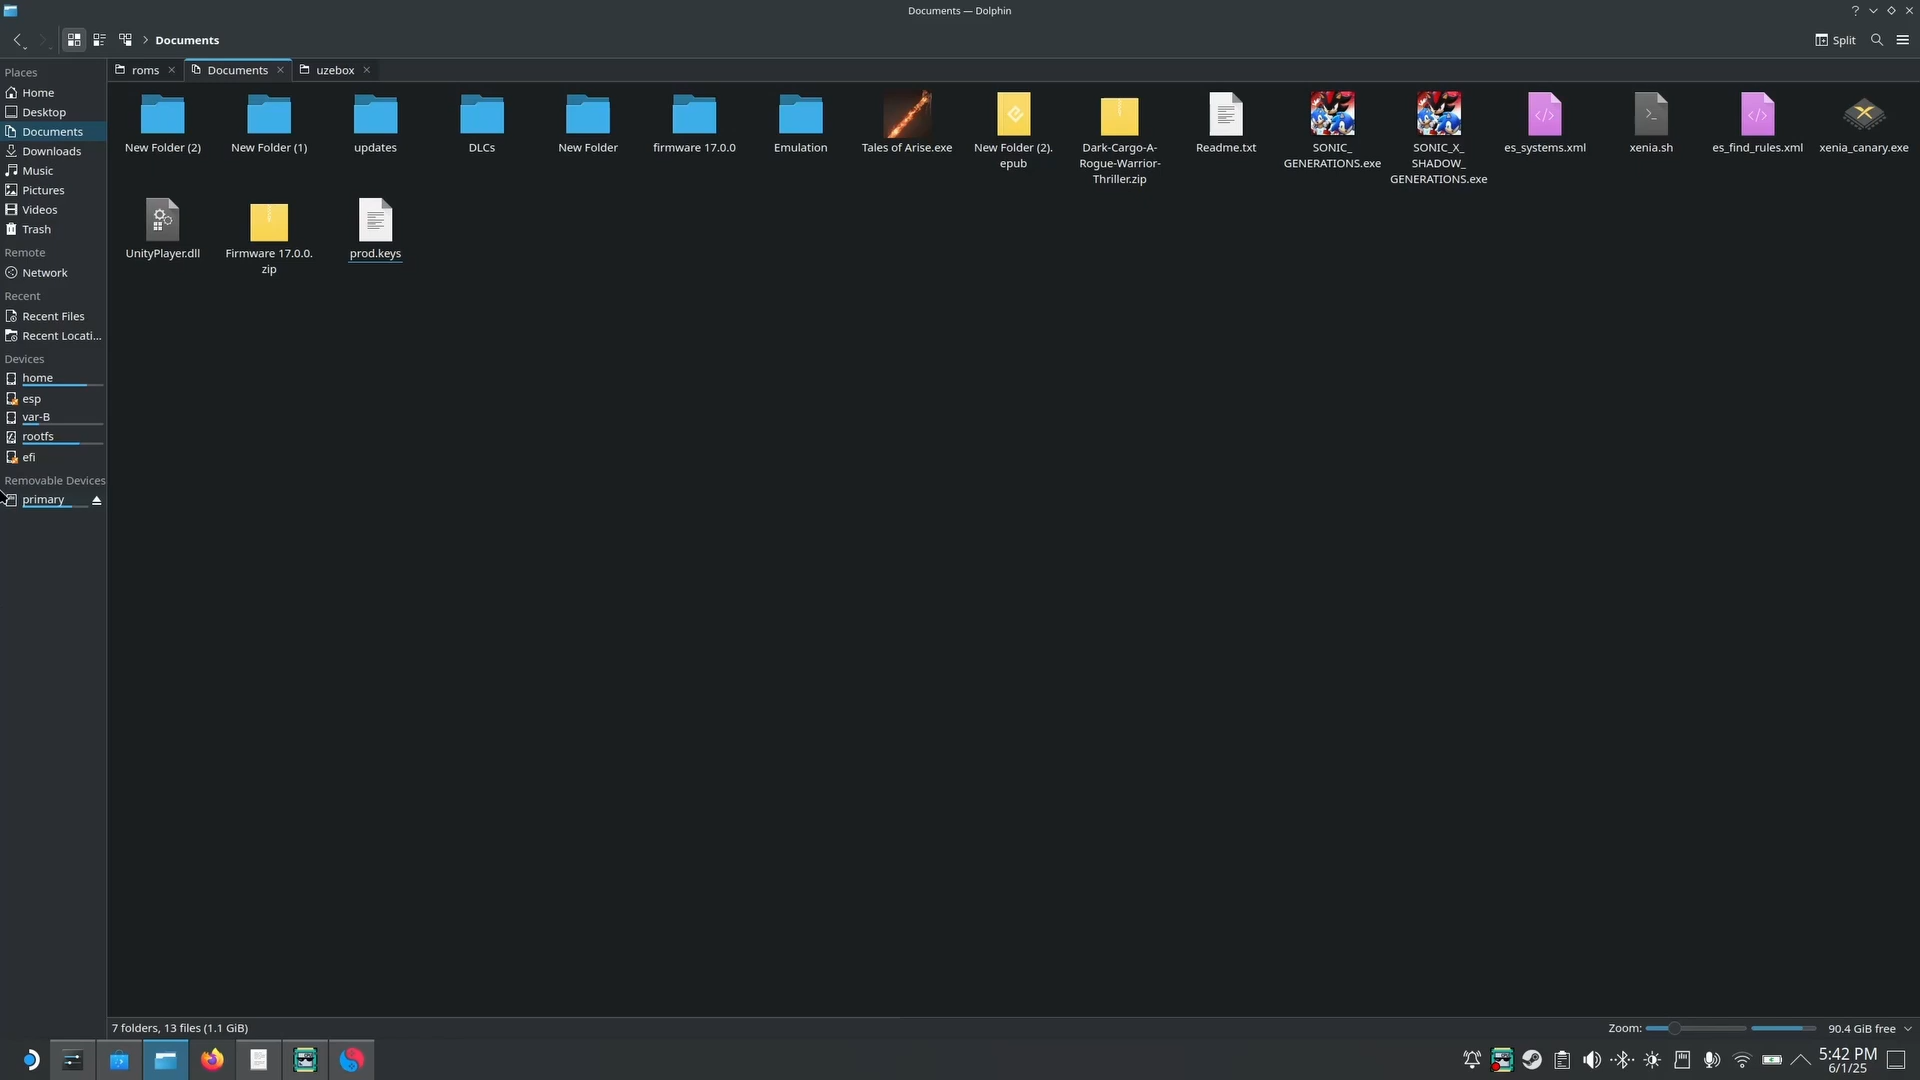 Documents — Dolphin
Documents
Split
Places
Home
Desktop
Documents
Downloads
Music
Pictures
Videos
Trash
Remote
Network
Recent
Recent Files
Recent Locati...
Devices
home
esp
var-B
rootfs
efi
Removable Devices
primary
roms
Documents
uzebox
New Folder (2)
New Folder (1)
updates
DLCs
New Folder
firmware 17.0.0
Emulation
Tales of Arise.exe
New Folder (2).
epub
Dark-Cargo-A-
Rogue-Warrior-
Thriller.zip
Readme.txt
SONIC_
GENERATIONS.exe
SONIC_X_
SHADOW_
GENERATIONS.exe
es_systems.xml
xenia.sh
es_find_rules.xml
xenia_canary.exe
UnityPlayer.dll
Firmware 17.0.0.
zip
prod.keys
7 folders, 13 files (1.1 GiB)
Zoom:
90.4 GiB free
5:42 PM
6/1/25